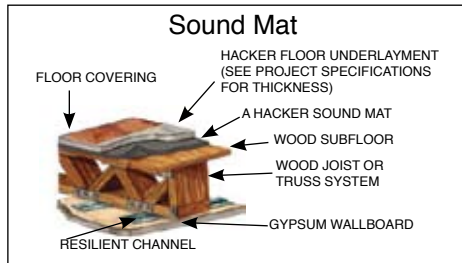 Sound Mat
HACKER FLOOR UNDERLAYMENT
(SEE PROJECT SPECIFICATIONS
FOR THICKNESS)
FLOOR COVERING
A HACKER SOUND MAT
WOOD SUBFLOOR
WOOD JOIST OR
TRUSS SYSTEM
GYPSUM WALLBOARD
RESILIENT CHANNEL